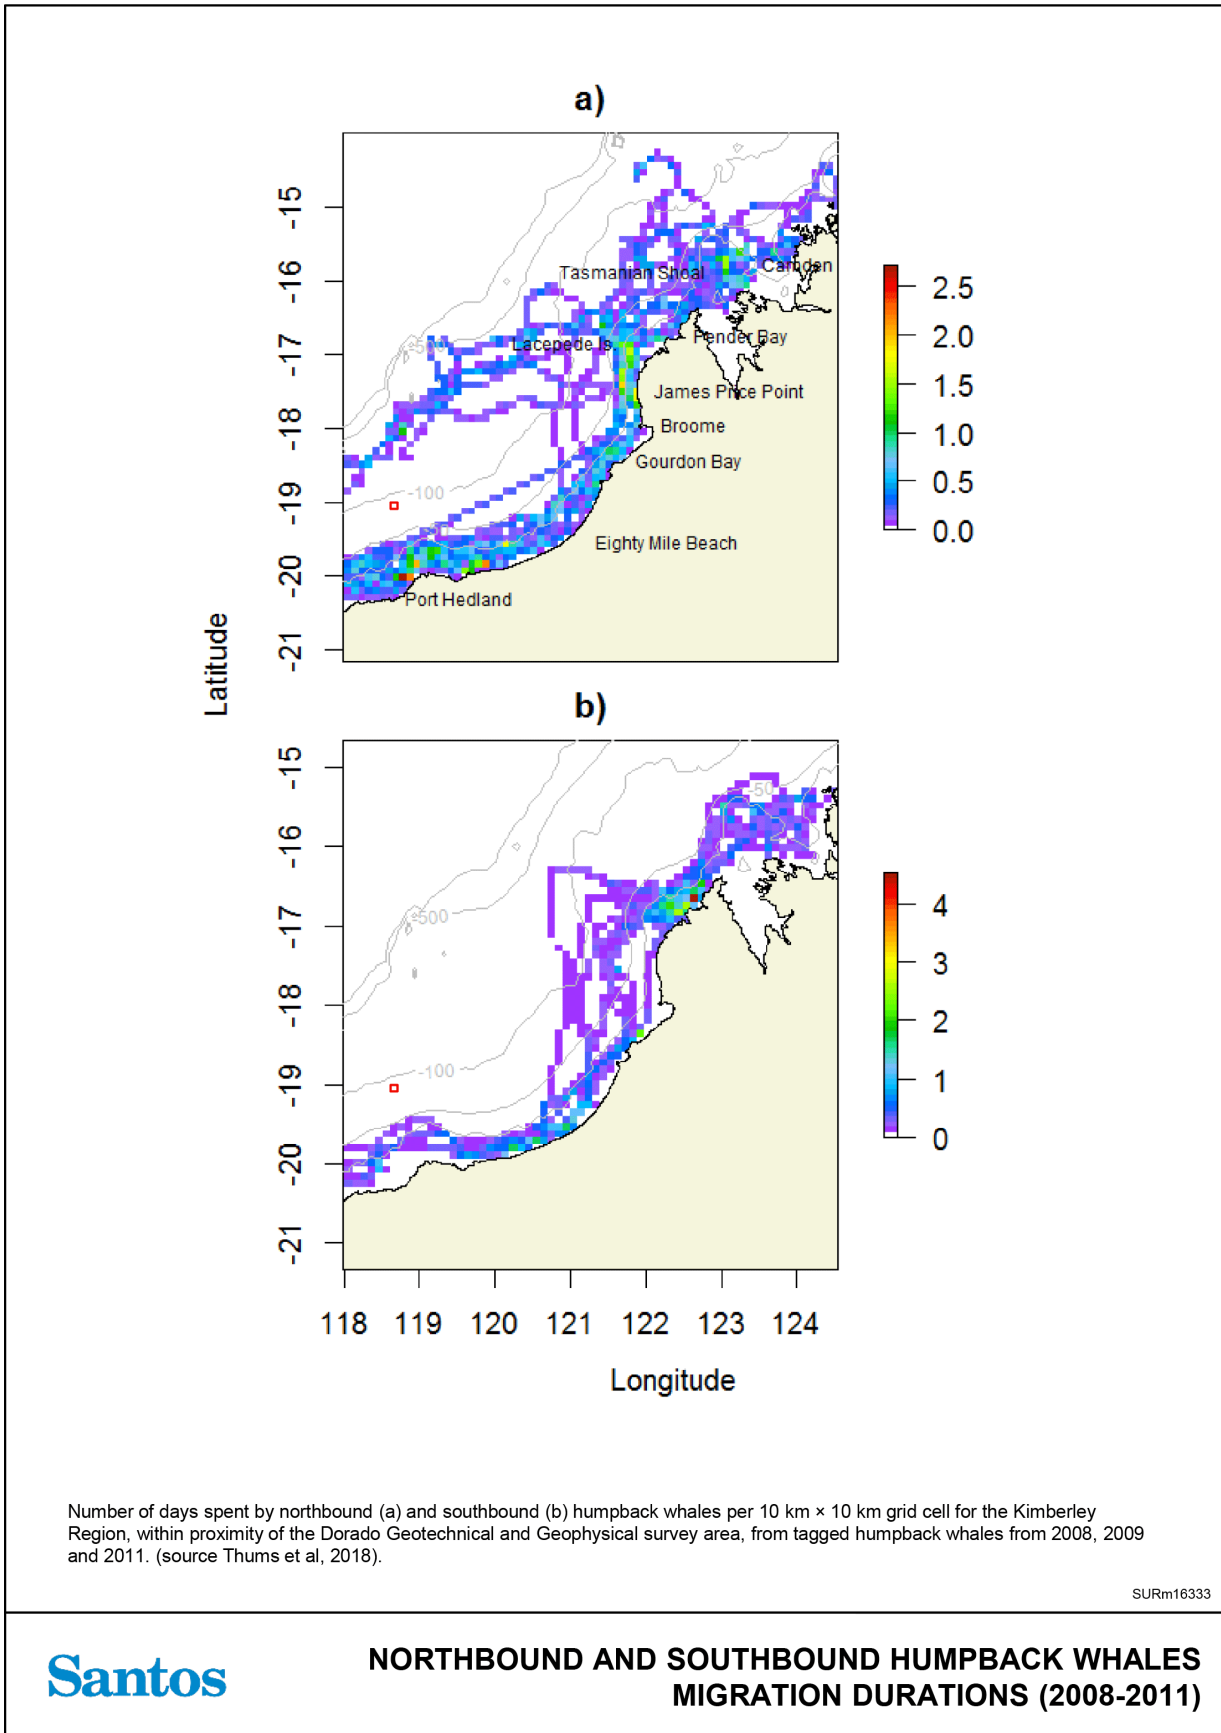 a)
-15
-16
-17
-18
-19
-20
-21
Tasmanian Shoal
Camden
Lacepede Is
Pender Bay
James Price Point
Broome
Gourdon Bay
Eighty Mile Beach
Port Hedland
-500
-100
2.5
2.0
1.5
1.0
0.5
0.0
Latitude
b)
-15
-16
-17
-18
-19
-20
-21
-50
-500
-100
4
3
2
1
0
118 119 120 121 122 123 124
Longitude
Number of days spent by northbound (a) and southbound (b) humpback whales per 10 km × 10 km grid cell for the Kimberley
Region, within proximity of the Dorado Geotechnical and Geophysical survey area, from tagged humpback whales from 2008, 2009
and 2011. (source Thums et al, 2018).
SURm16333
Santos
NORTHBOUND AND SOUTHBOUND HUMPBACK WHALES
MIGRATION DURATIONS (2008-2011)